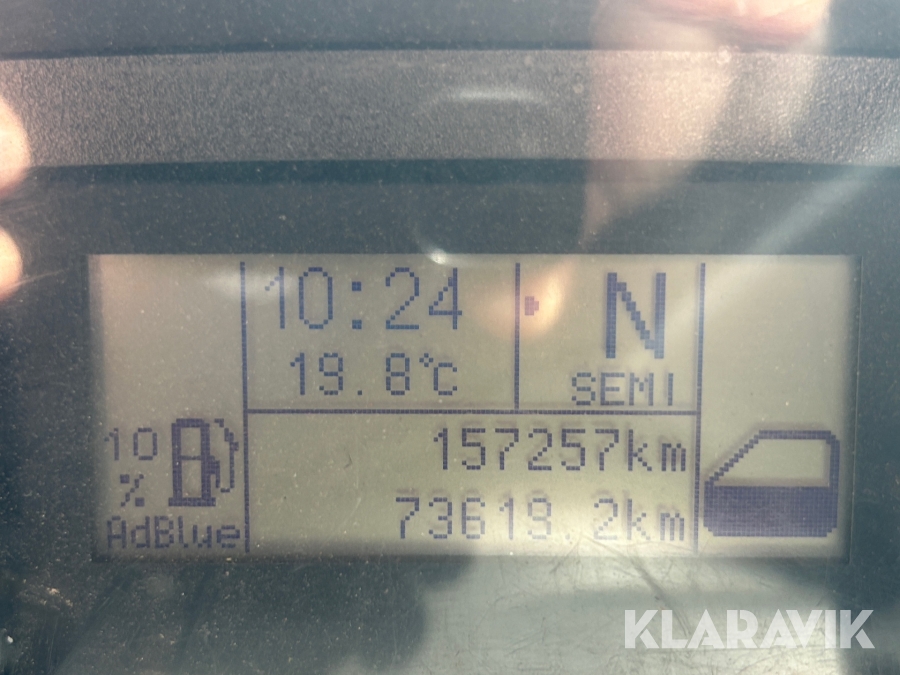 10:24
N
19.8°C
SEMI
10
%
AdBlue
157257km
73619.2km
KLARAVIK